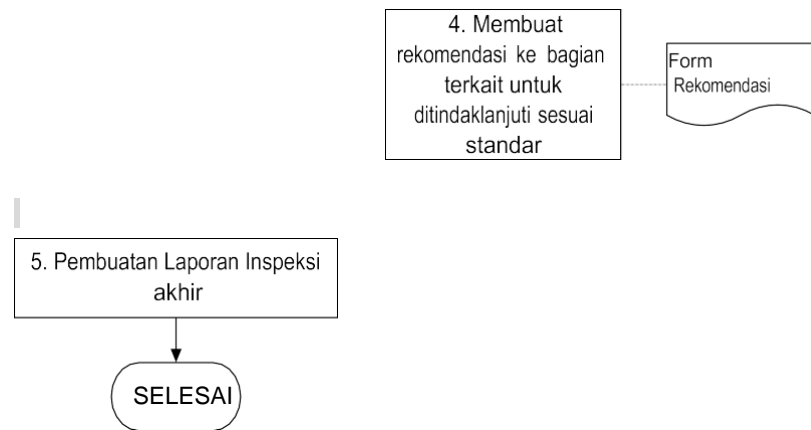 4. Membuat
rekomendasi ke bagian
terkait untuk
ditindaklanjuti sesuai
standar
Form
Rekomendasi
5. Pembuatan Laporan Inspeksi
akhir
SELESAI